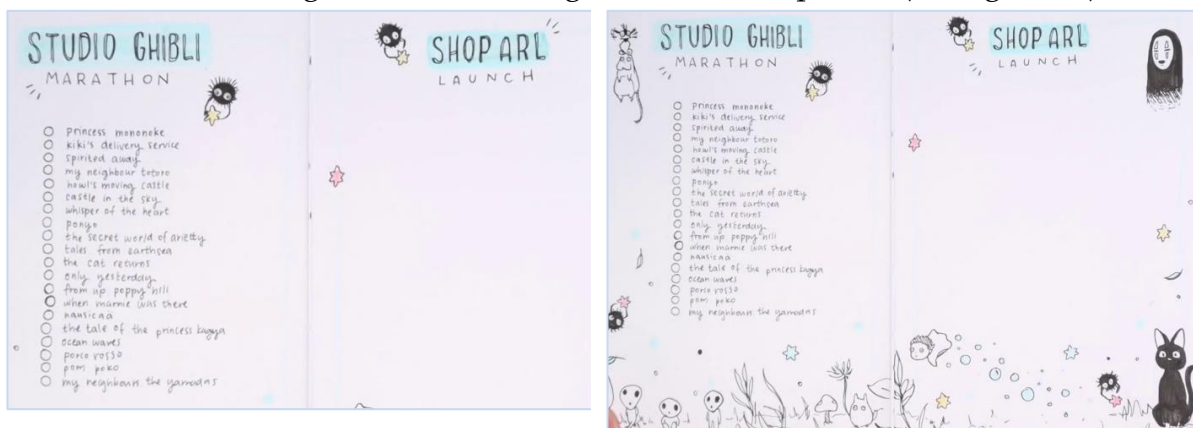 STUDIO GHIBLI
MARATHON
princess mononoke
kiki's delivery service
spirited away
my neighbour totoro
howl's moving castle
castle in the sky
whisper of the heart
ponyo
the secret world of arietty
tales from earthsea
the cat returns
only yesterday
from up poppy hill
when marnie was there
nausicaä
the tale of the princess kaguya
ocean waves
porco rosso
pom poko
my neighbours the yamadas
SHOP ARL
LAUNCH
STUDIO GHIBLI
MARATHON
princess mononoke
kiki's delivery service
spirited away
my neighbour totoro
howl's moving castle
castle in the sky
whisper of the heart
ponyo
the secret world of arietty
tales from earthsea
the cat returns
only yesterday
from up poppy hill
when marnie was there
nausicaä
the tale of the princess kaguya
ocean waves
porco rosso
pom poko
my neighbours the yamadas
SHOP ARL
LAUNCH